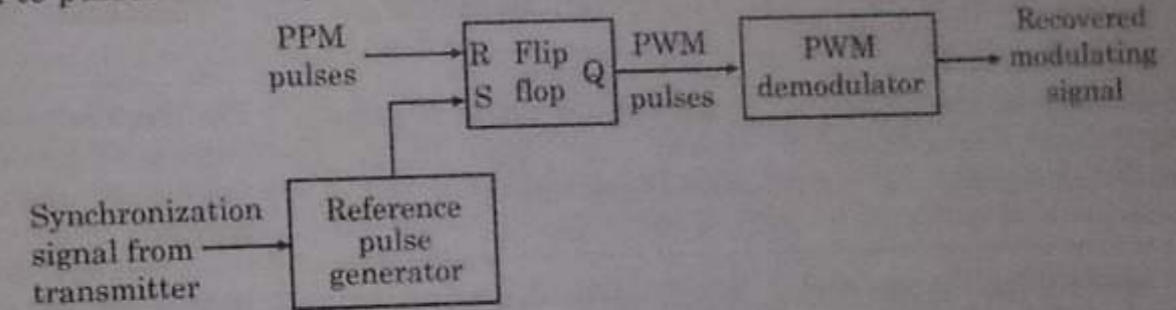 PPM
pulses
R Flip
S flop Q
PWM
pulses
PWM
demodulator
Recovered
modulating
signal
Synchronization
signal from
transmitter
Reference
pulse
generator